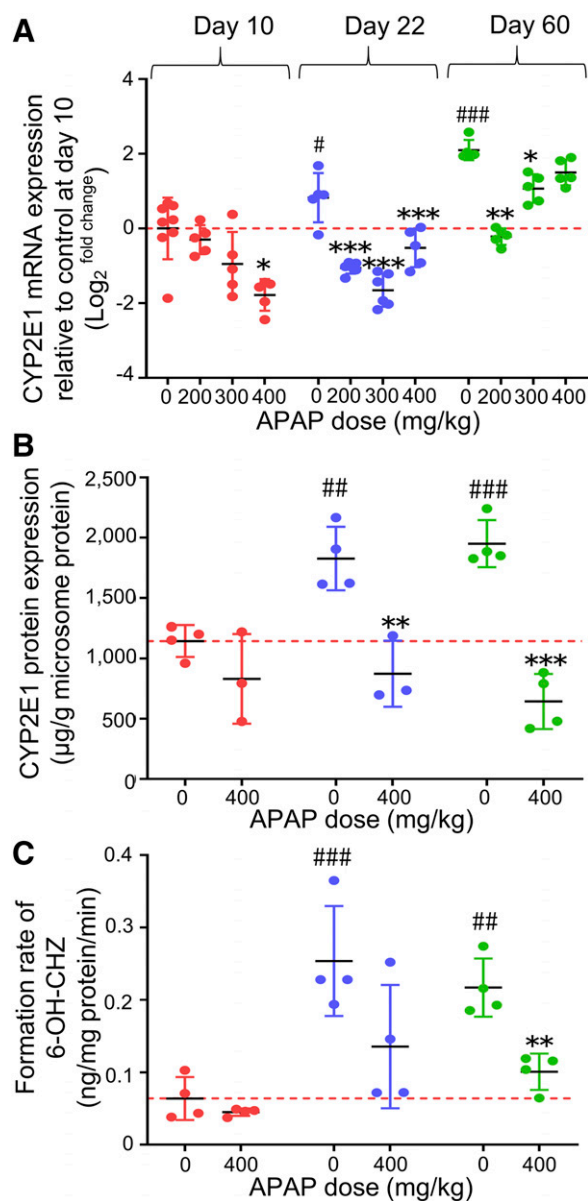 A
Day 10 Day 22 Day 60
CYP2E1 mRNA expression
relative to control at day 10
(Log2 fold change)
4
2
0
-2
-4
# ###
* ***
*** ***
** *
0 200 300 400 0 200 300 400 0 200 300 400
APAP dose (mg/kg)
B
CYP2E1 protein expression
(µg/g microsome protein)
2,500
2,000
1,500
1,000
500
0
## ###
** ***
0 400 0 400 0 400
APAP dose (mg/kg)
C
Formation rate of
6-OH-CHZ
(ng/mg protein/min)
0.4
0.3
0.2
0.1
0
### ##
**
0 400 0 400 0 400
APAP dose (mg/kg)